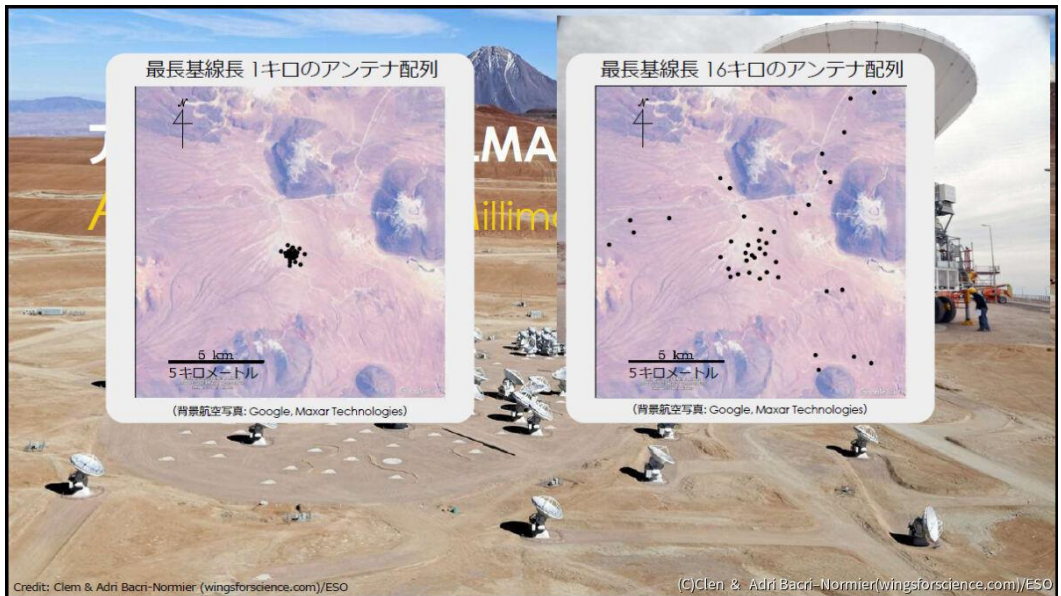 最長基線長 1キロのアンテナ配列
N
5 km
5キロメートル
(背景航空写真: Google, Maxar Technologies)
最長基線長 16キロのアンテナ配列
N
5 km
5キロメートル
(背景航空写真: Google, Maxar Technologies)
LMA
Credit: Clem & Adri Bacri-Normier (wingsforscience.com)/ESO
(C)Clen & Adri Bacri-Normier(wingsforscience.com)/ESO